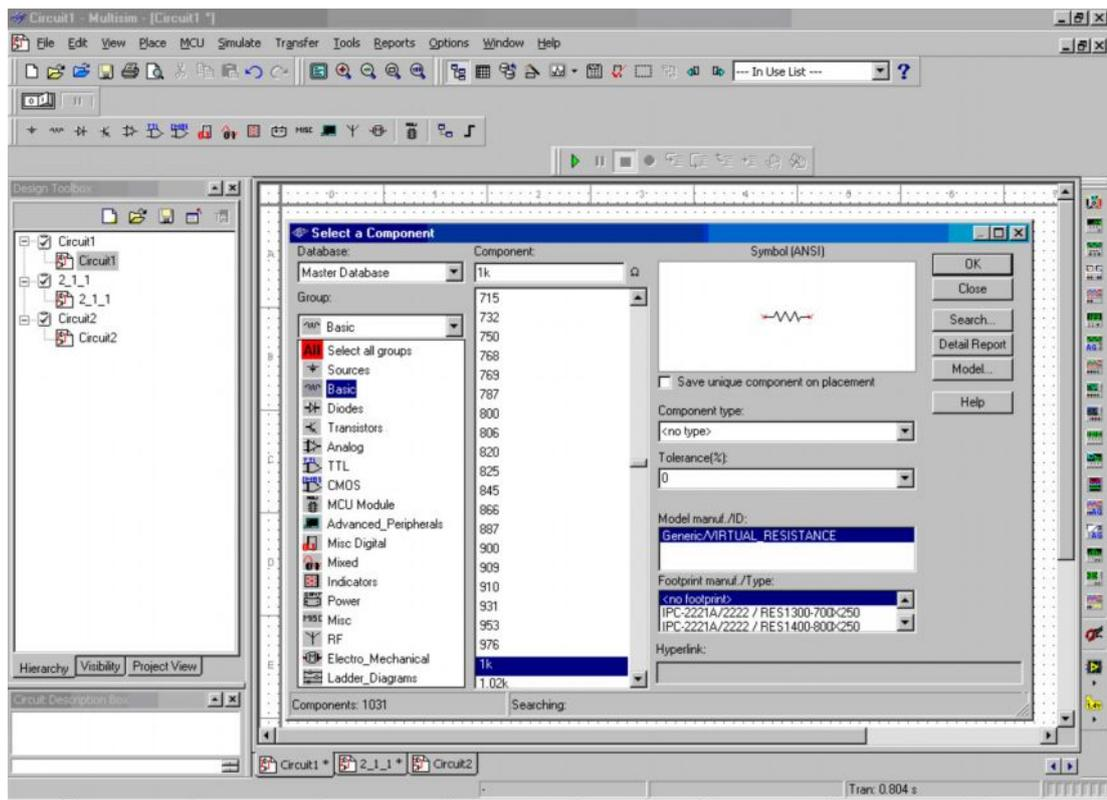 Circuit1 - Multisim - [Circuit1 *]
File Edit View Place MCU Simulate Transfer Tools Reports Options Window Help
--- In Use List ---
Design Toolbox
Circuit1
Circuit1
2_1_1
2_1_1
Circuit2
Circuit2
Hierarchy Visibility Project View
Circuit Description Box
Select a Component
Database:
Master Database
Group:
Basic
All Select all groups
Sources
Basic
Diodes
Transistors
Analog
TTL
CMOS
MCU Module
Advanced_Peripherals
Misc Digital
Mixed
Indicators
Power
MISC Misc
RF
Electro_Mechanical
Ladder_Diagrams
Component:
1k Ω
715
732
750
768
769
787
800
806
820
825
845
866
887
900
909
910
931
953
976
1k
1.02k
Symbol (ANSI)
Save unique component on placement
Component type:
<no type>
Tolerance(%):
0
Model manuf./ID:
Generic/VIRTUAL_RESISTANCE
Footprint manuf./Type:
<no footprint>
IPC-2221A/2222 / RES1300-700X250
IPC-2221A/2222 / RES1400-800X250
Hyperlink:
OK
Close
Search...
Detail Report
Model...
Help
Components: 1031 Searching:
Circuit1 * 2_1_1 * Circuit2
Tran: 0.804 s